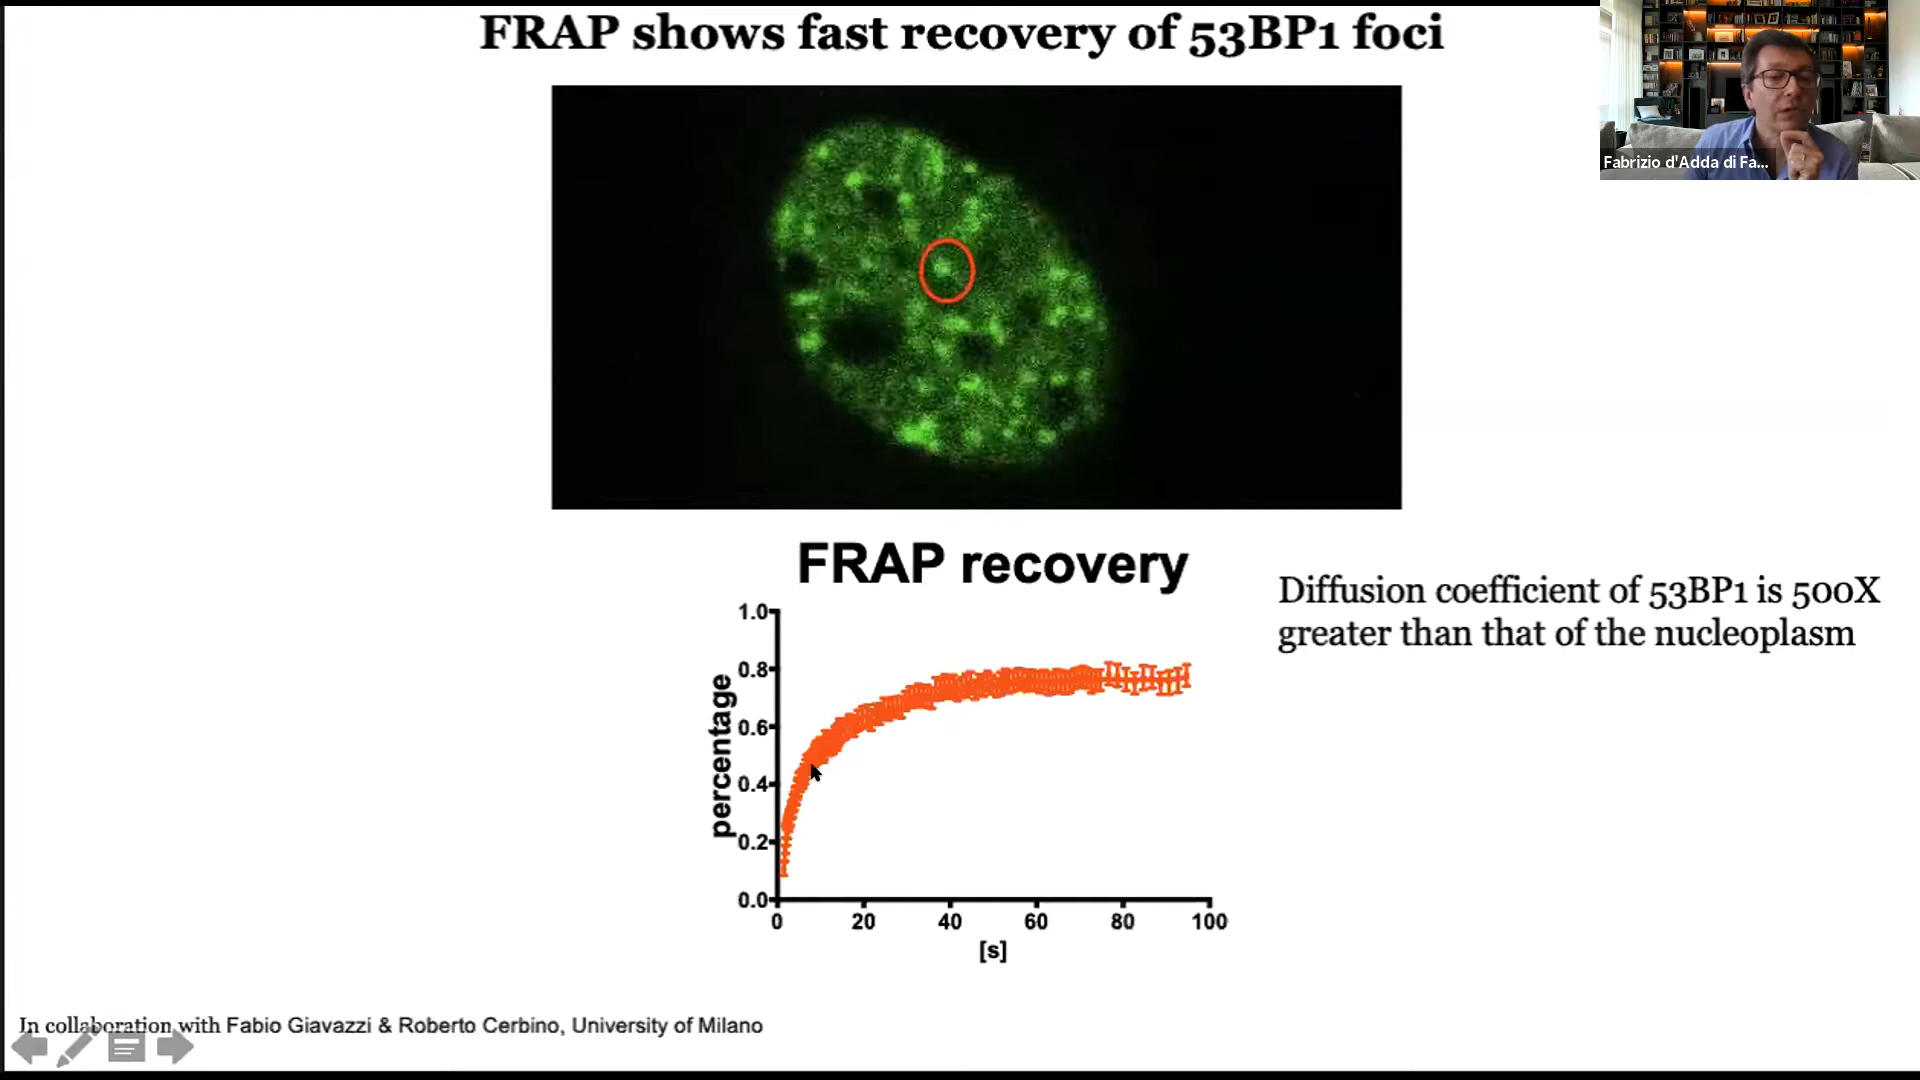 FRAP shows fast recovery of 53BP1 foci
Fabrizio d'Adda di Fa...
FRAP recovery
Diffusion coefficient of 53BP1 is 500X
greater than that of the nucleoplasm
percentage
1.0
0.8
0.6
0.4
0.2
0.0
0 20 40 60 80 100
[s]
In collaboration with Fabio Giavazzi & Roberto Cerbino, University of Milano